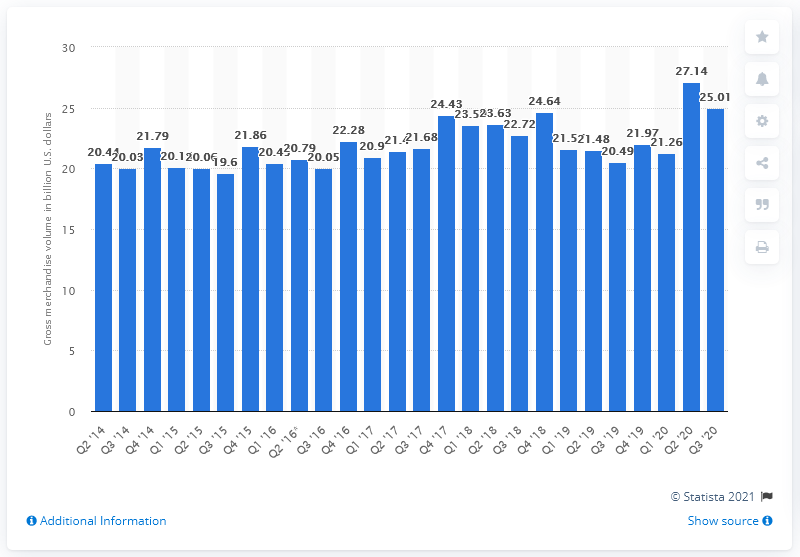 30
25
20
15
10
5
0
Gross merchandise volume in billion U.S. dollars
20.03
21.79
19.6
21.86
20.79
20.05
22.28
20.9
21.68
24.43
23.63
22.72
24.64
21.48
20.49
21.97
21.26
27.14
25.01
Q2 '14
Q3 '14
Q4 '14
Q1 '15
Q2 '15
Q3 '15
Q4 '15
Q1 '16
Q2 '16*
Q3 '16
Q4 '16
Q1 '17
Q2 '17
Q3 '17
Q4 '17
Q1 '18
Q2 '18
Q3 '18
Q4 '18
Q1 '19
Q2 '19
Q3 '19
Q4 '19
Q1 '20
Q2 '20
Q3 '20
© Statista 2021
Additional Information
Show source